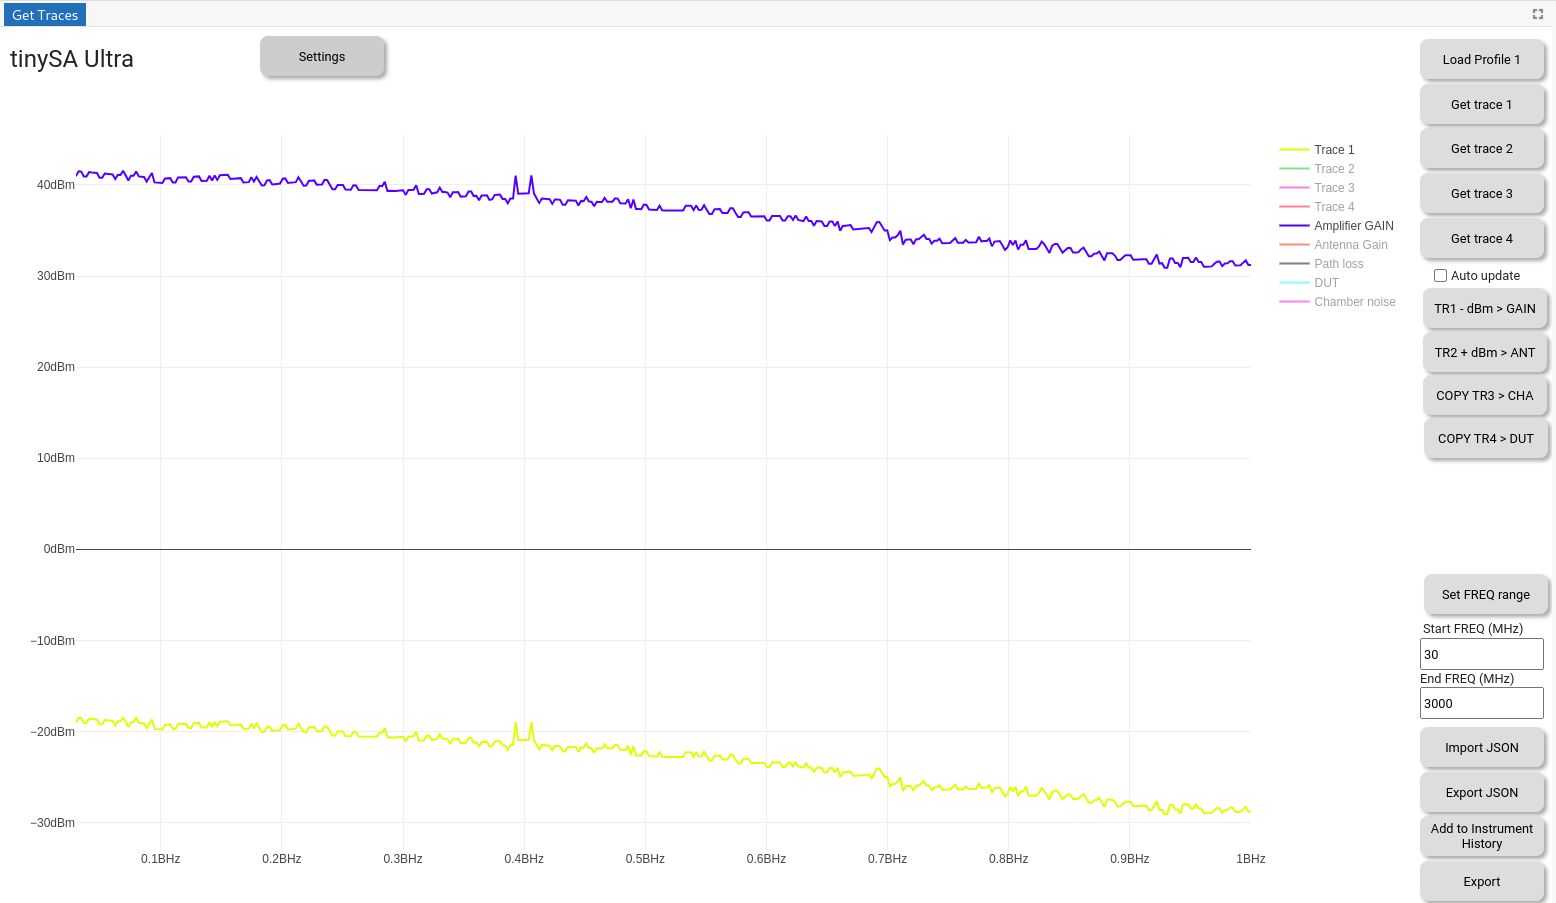 Get Traces
tinySA Ultra
Settings
40dBm
30dBm
20dBm
10dBm
0dBm
−10dBm
−20dBm
−30dBm
0.1BHz
0.2BHz
0.3BHz
0.4BHz
0.5BHz
0.6BHz
0.7BHz
0.8BHz
0.9BHz
1BHz
Trace 1
Trace 2
Trace 3
Trace 4
Amplifier GAIN
Antenna Gain
Path loss
DUT
Chamber noise
Load Profile 1
Get trace 1
Get trace 2
Get trace 3
Get trace 4
Auto update
TR1 - dBm > GAIN
TR2 + dBm > ANT
COPY TR3 > CHA
COPY TR4 > DUT
Set FREQ range
Start FREQ (MHz)
30
End FREQ (MHz)
3000
Import JSON
Export JSON
Add to Instrument
History
Export